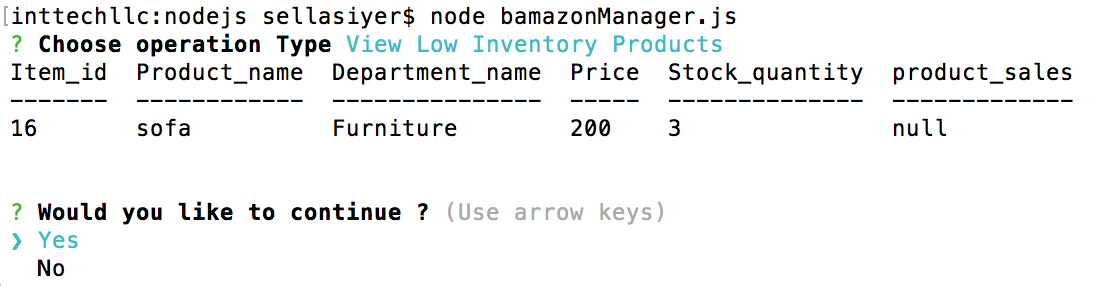 [inttechllc:nodejs sellasiyer$ node bamazonManager.js
? Choose operation Type View Low Inventory Products
Item_id  Product_name  Department_name  Price  Stock_quantity  product_sales
-------  ------------  ---------------  -----  --------------  -------------
16       sofa          Furniture        200    3               null
? Would you like to continue ? (Use arrow keys)
❯ Yes
  No